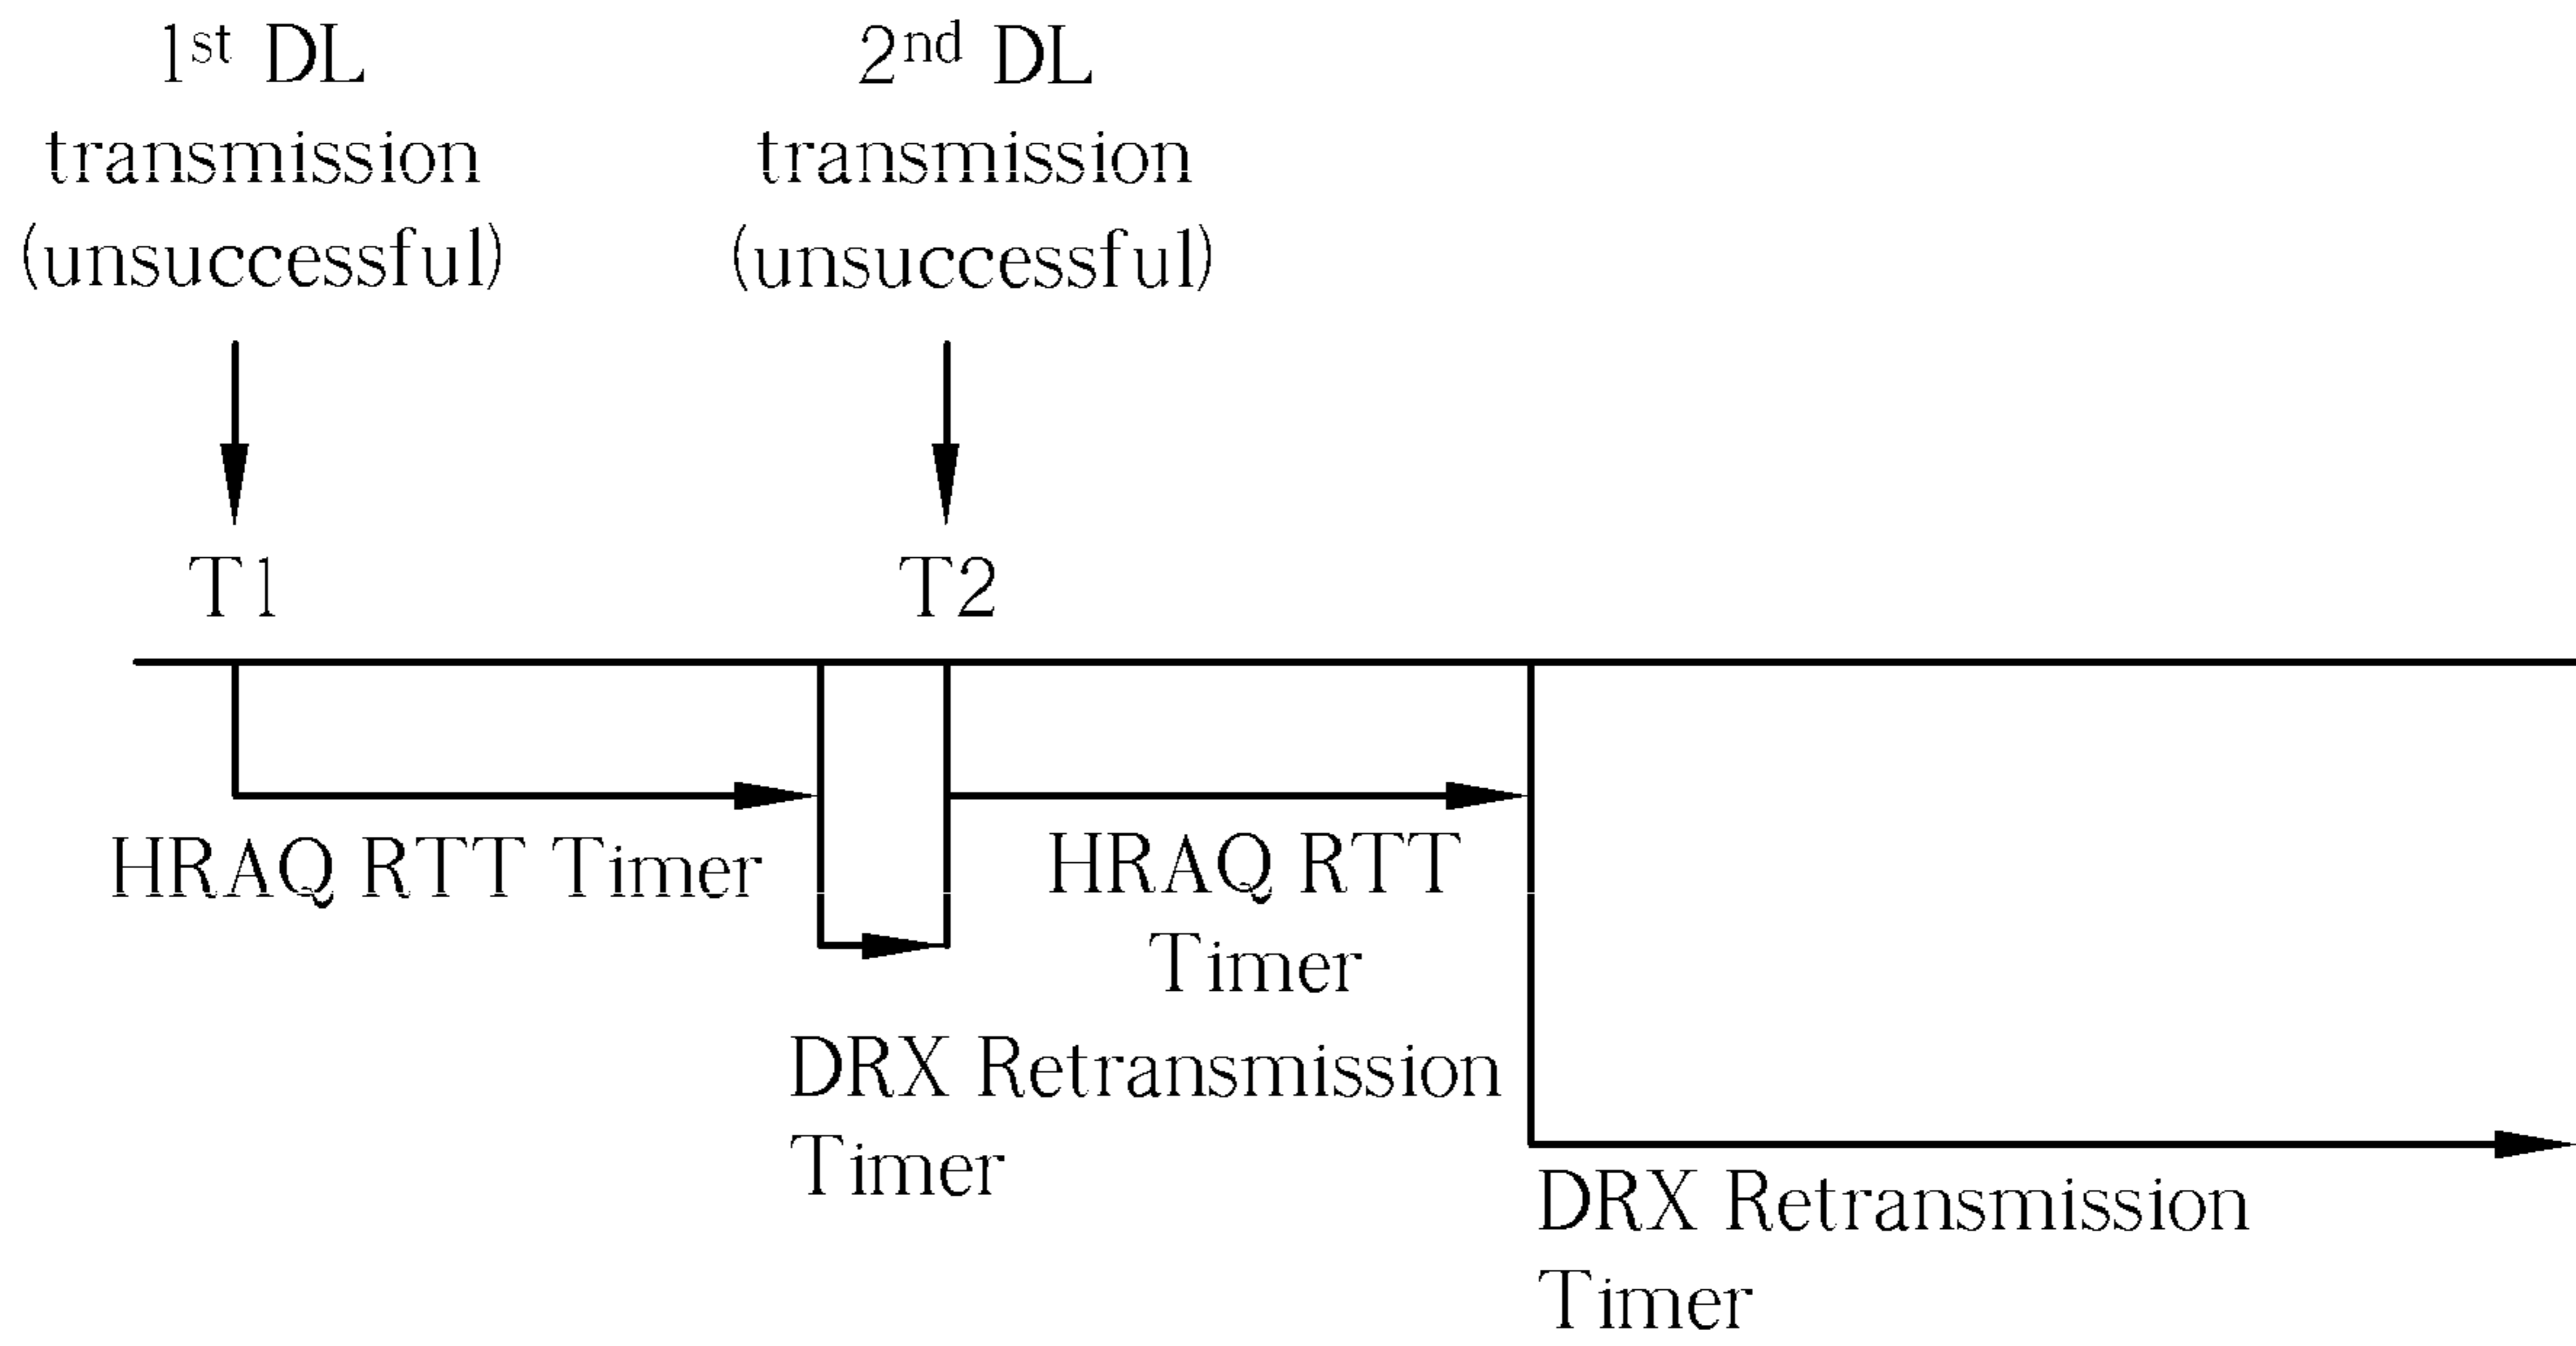 1st DL
transmission
(unsuccessful)
2nd DL
transmission
(unsuccessful)
T1
T2
HRAQ RTT Timer
HRAQ RTT
Timer
DRX Retransmission
Timer
DRX Retransmission
Timer